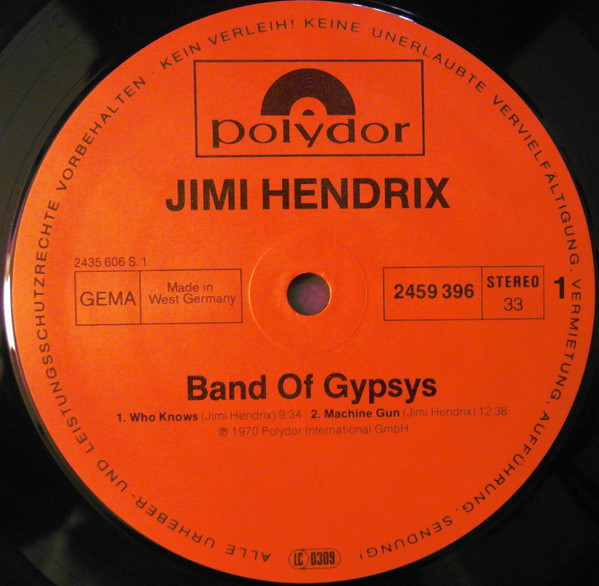 ALLE URHEBER- UND LEISTUNGSSCHUTZRECHTE VORBEHALTEN · KEIN VERLEIH! KEINE UNERLAUBTE VERVIELFÄLTIGUNG, VERMIETUNG, AUFFÜHRUNG, SENDUNG!
polydor
JIMI HENDRIX
2435 606 S. 1
GEMA
Made in
West Germany
2459 396
STEREO
33
1
Band Of Gypsys
1. Who Knows (Jimi Hendrix) 9:34 · 2. Machine Gun (Jimi Hendrix) 12:38
℗ 1970 Polydor International GmbH
LC 0309